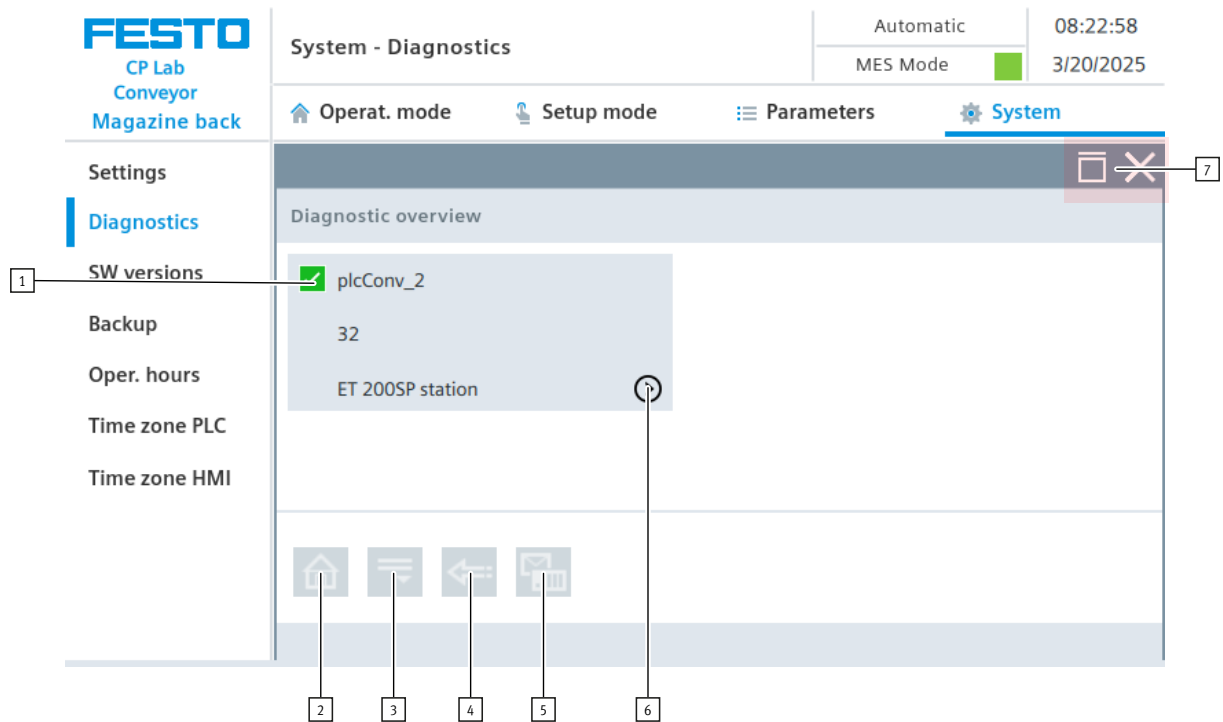 FESTO
CP Lab
Conveyor
Magazine back
System - Diagnostics
Automatic
MES Mode
08:22:58
3/20/2025
Operat. mode
Setup mode
Parameters
System
Settings
Diagnostics
SW versions
Backup
Oper. hours
Time zone PLC
Time zone HMI
Diagnostic overview
plcConv_2
32
ET 200SP station
1
2
3
4
5
6
7